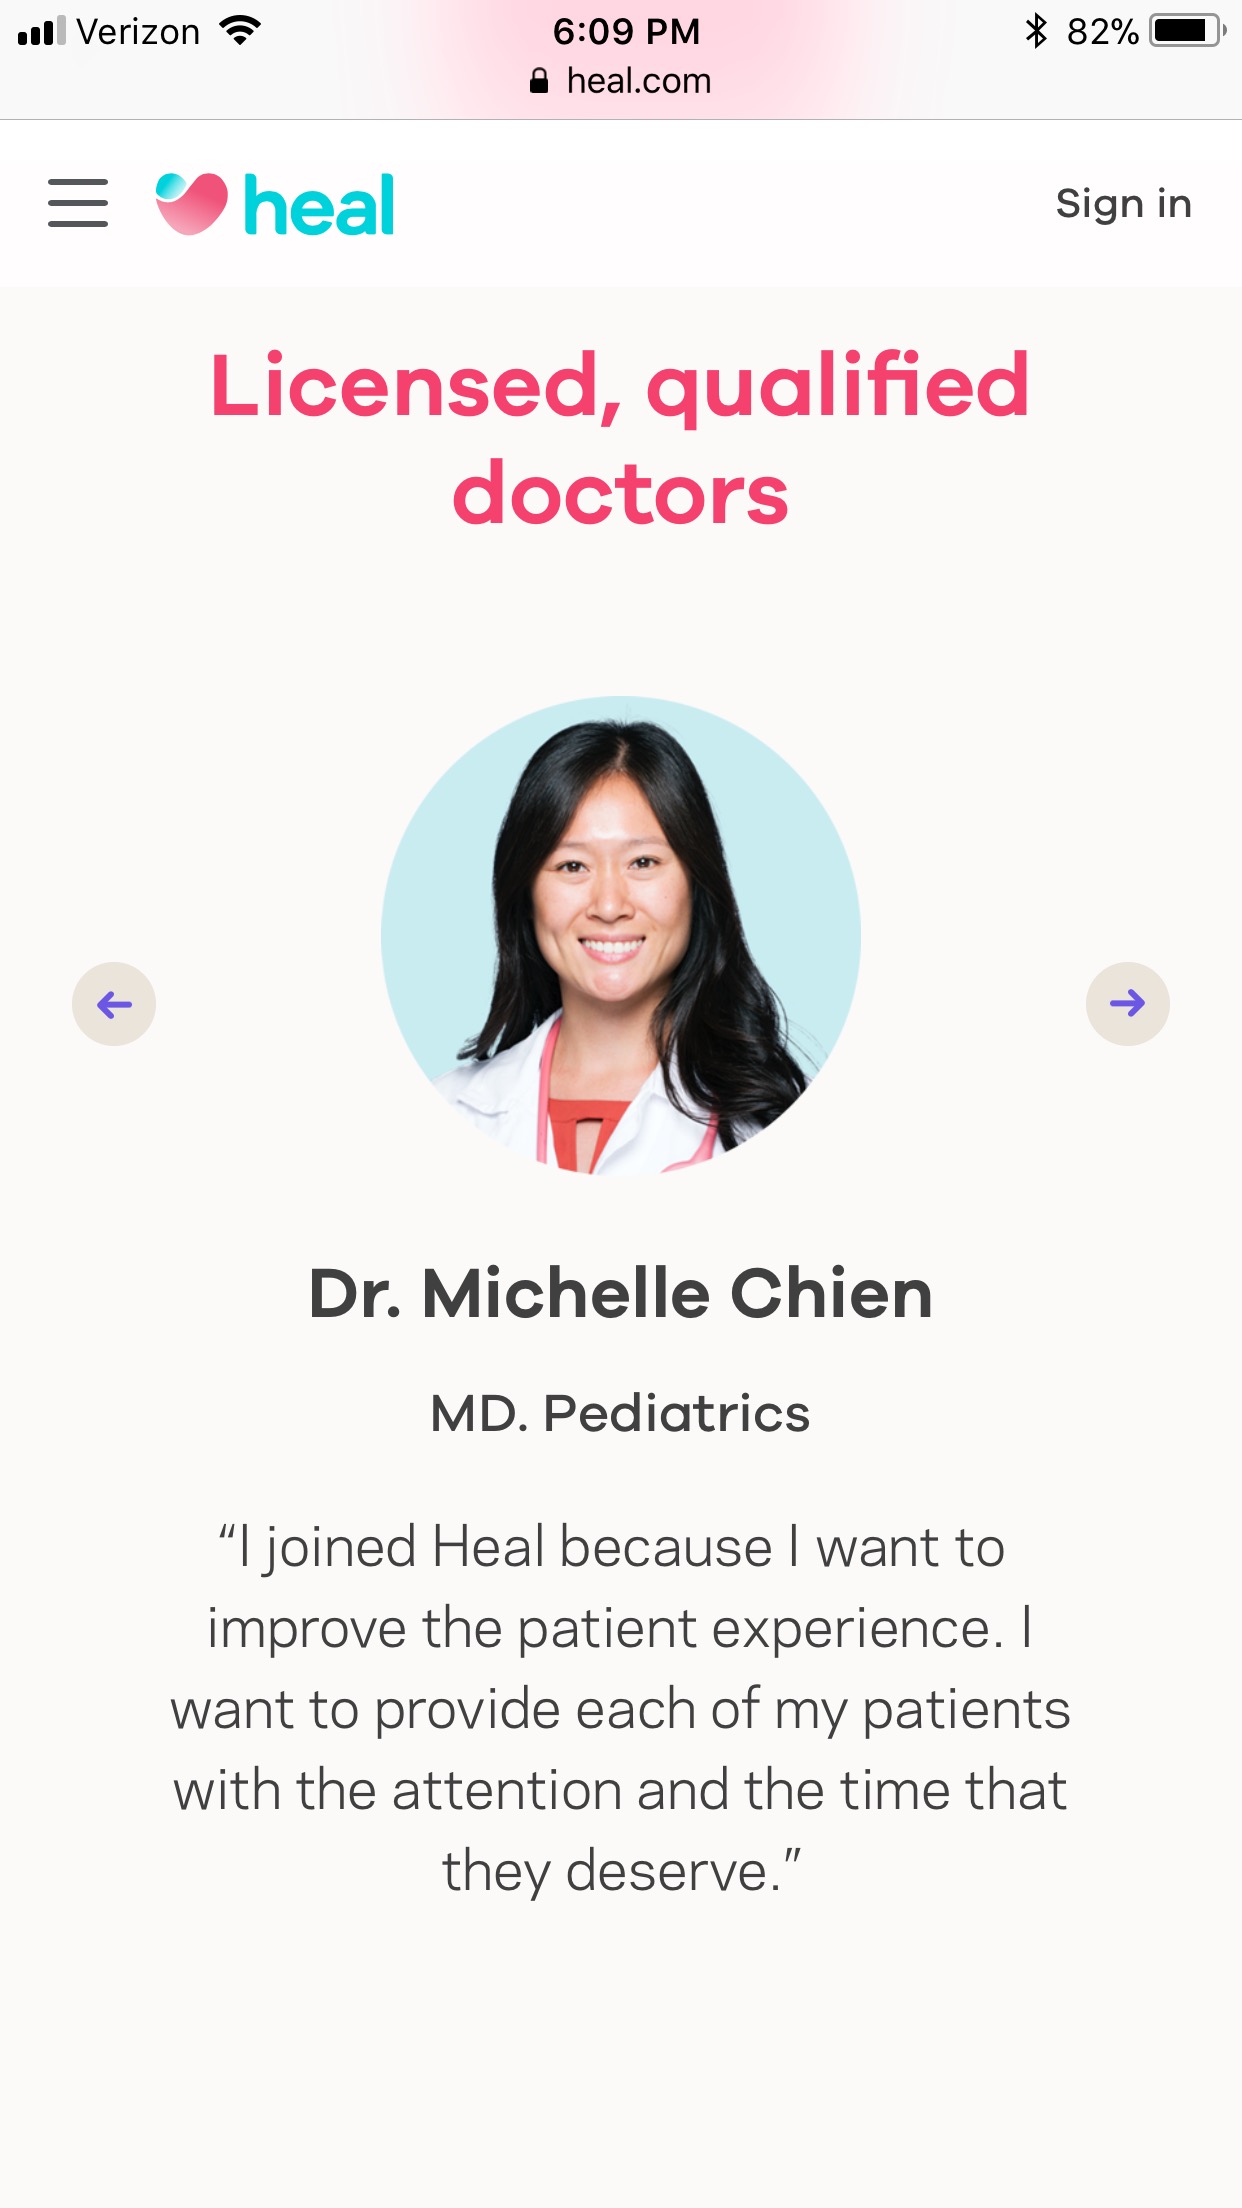 Verizon 6:09 PM 82%
heal.com
heal Sign in
Licensed, qualified
doctors
Dr. Michelle Chien
MD. Pediatrics
“I joined Heal because I want to
improve the patient experience. I
want to provide each of my patients
with the attention and the time that
they deserve.”